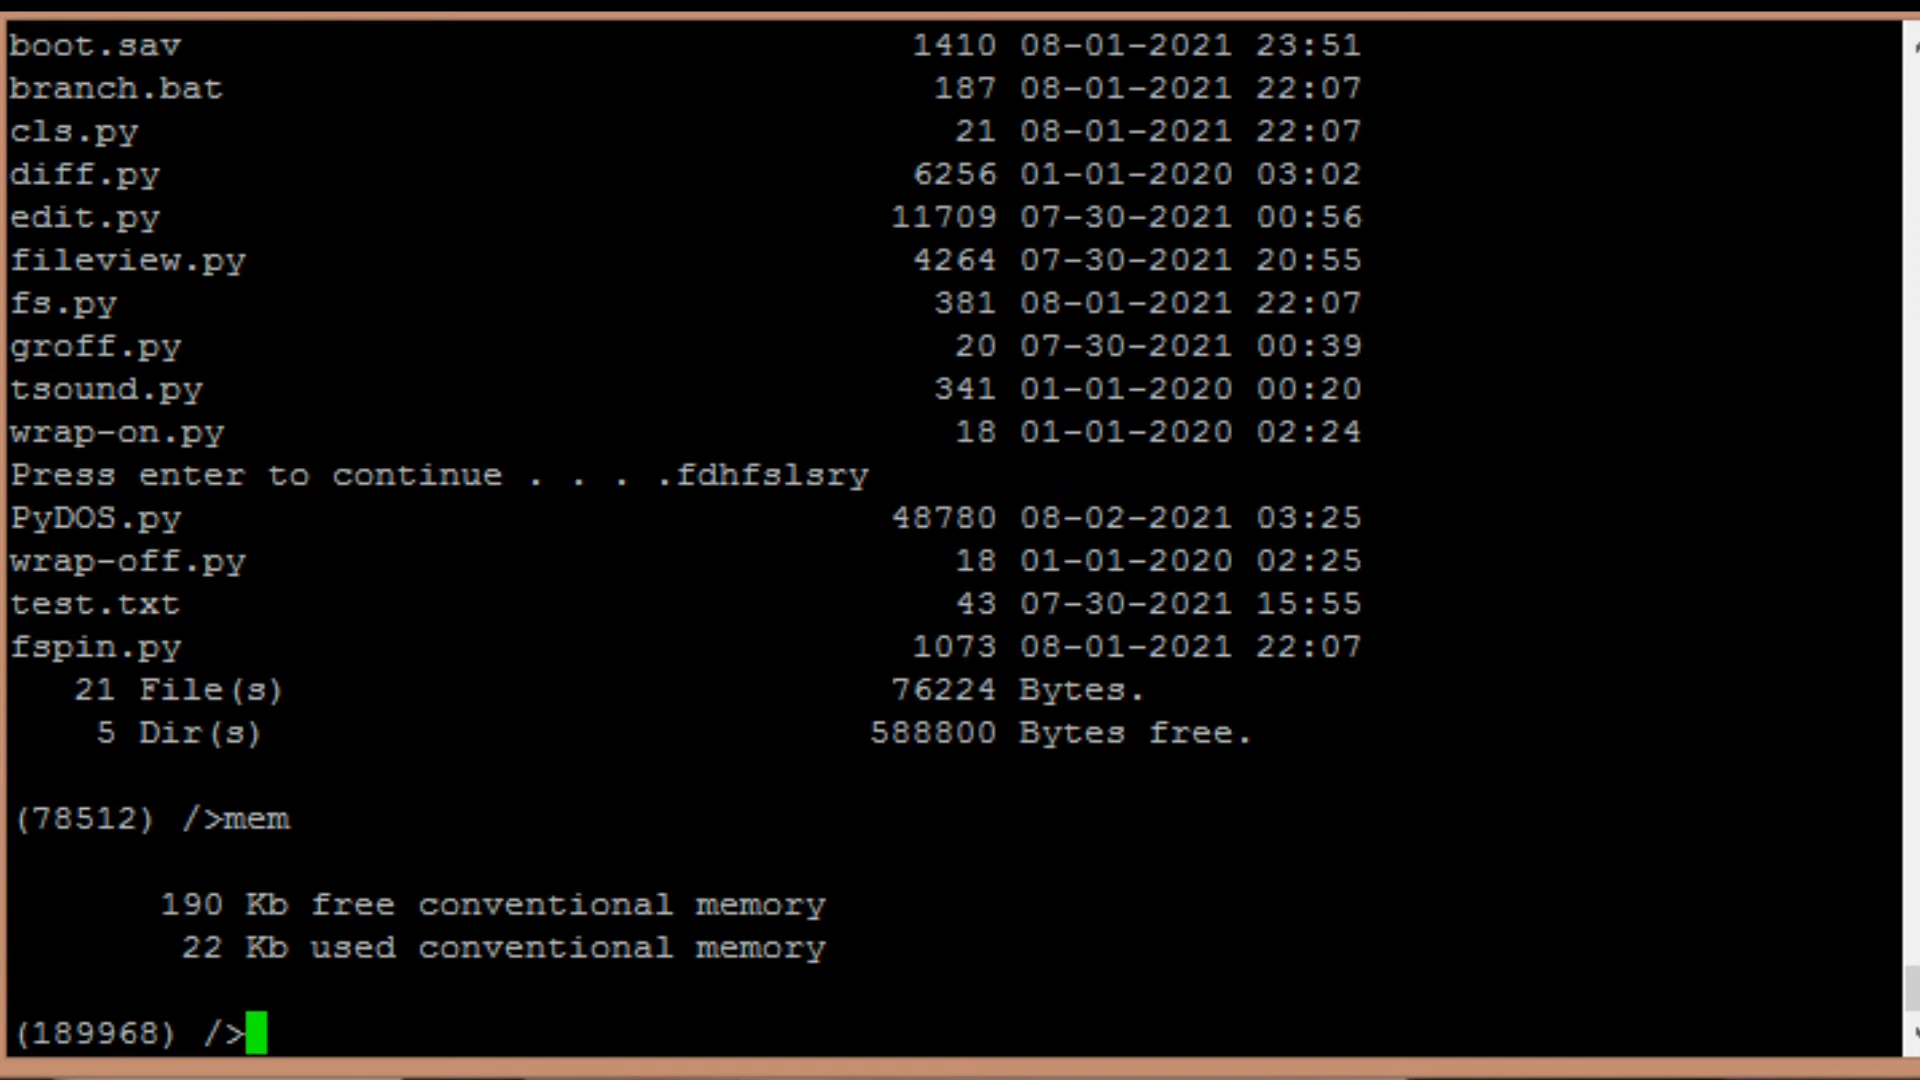 boot.sav 1410 08-01-2021 23:51
branch.bat 187 08-01-2021 22:07
cls.py 21 08-01-2021 22:07
diff.py 6256 01-01-2020 03:02
edit.py 11709 07-30-2021 00:56
fileview.py 4264 07-30-2021 20:55
fs.py 381 08-01-2021 22:07
groff.py 20 07-30-2021 00:39
tsound.py 341 01-01-2020 00:20
wrap-on.py 18 01-01-2020 02:24
Press enter to continue . . . .fdhfslsry
PyDOS.py 48780 08-02-2021 03:25
wrap-off.py 18 01-01-2020 02:25
test.txt 43 07-30-2021 15:55
fspin.py 1073 08-01-2021 22:07
21 File(s) 76224 Bytes.
5 Dir(s) 588800 Bytes free.
(78512) />mem
190 Kb free conventional memory
22 Kb used conventional memory
(189968) />